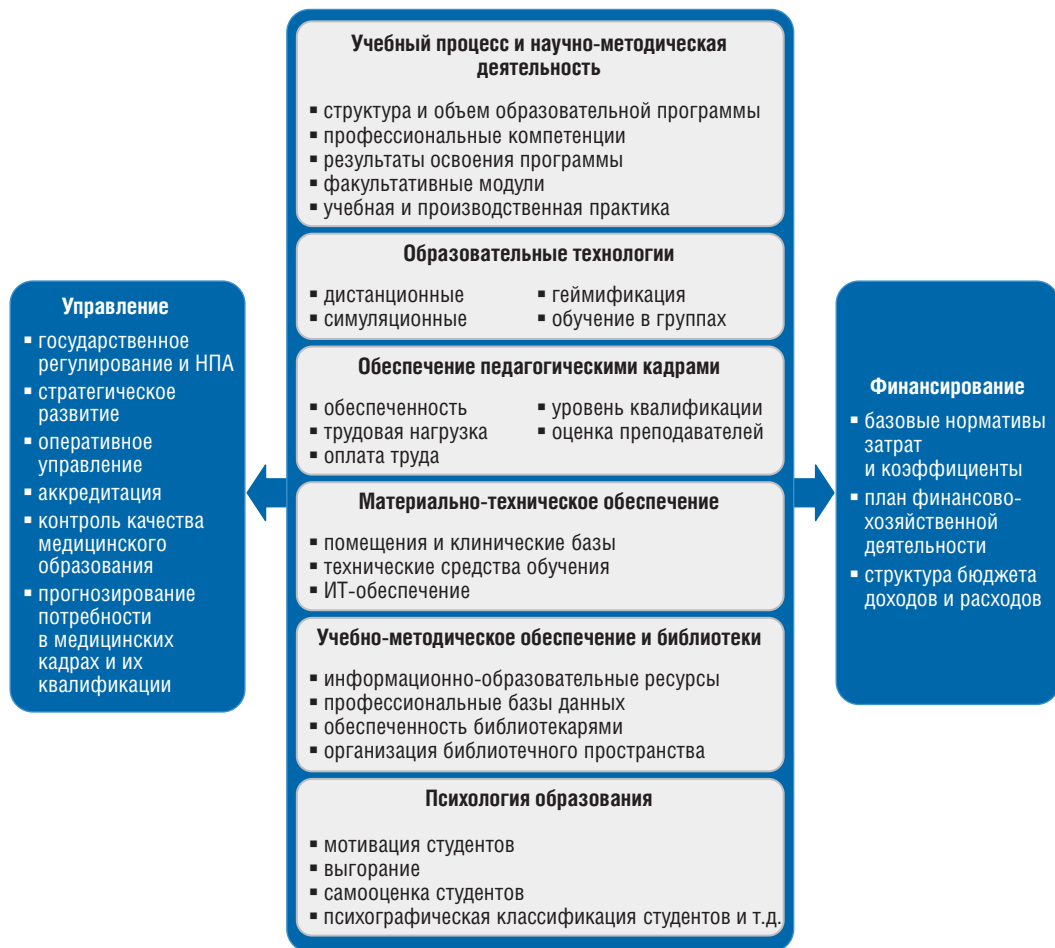 Учебный процесс и научно-методическая
деятельность
▪ структура и объем образовательной программы
▪ профессиональные компетенции
▪ результаты освоения программы
▪ факультативные модули
▪ учебная и производственная практика
Образовательные технологии
▪ дистанционные
▪ симуляционные
▪ геймификация
▪ обучение в группах
Обеспечение педагогическими кадрами
▪ обеспеченность
▪ трудовая нагрузка
▪ оплата труда
▪ уровень квалификации
▪ оценка преподавателей
Материально-техническое обеспечение
▪ помещения и клинические базы
▪ технические средства обучения
▪ ИТ-обеспечение
Учебно-методическое обеспечение и библиотеки
▪ информационно-образовательные ресурсы
▪ профессиональные базы данных
▪ обеспеченность библиотекарями
▪ организация библиотечного пространства
Психология образования
▪ мотивация студентов
▪ выгорание
▪ самооценка студентов
▪ психографическая классификация студентов и т.д.
Управление
▪ государственное
регулирование и НПА
▪ стратегическое
развитие
▪ оперативное
управление
▪ аккредитация
▪ контроль качества
медицинского
образования
▪ прогнозирование
потребности
в медицинских
кадрах и их
квалификации
Финансирование
▪ базовые нормативы
затрат
и коэффициенты
▪ план финансово-
хозяйственной
деятельности
▪ структура бюджета
доходов и расходов